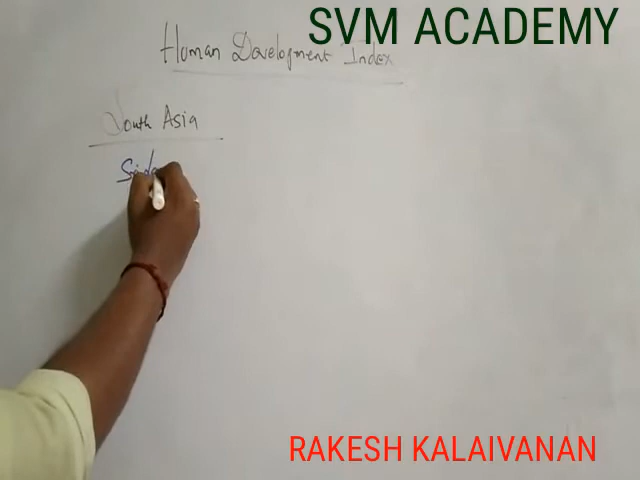 SVM ACADEMY
Human Development Index
South Asia
RAKESH KALAIVANAN